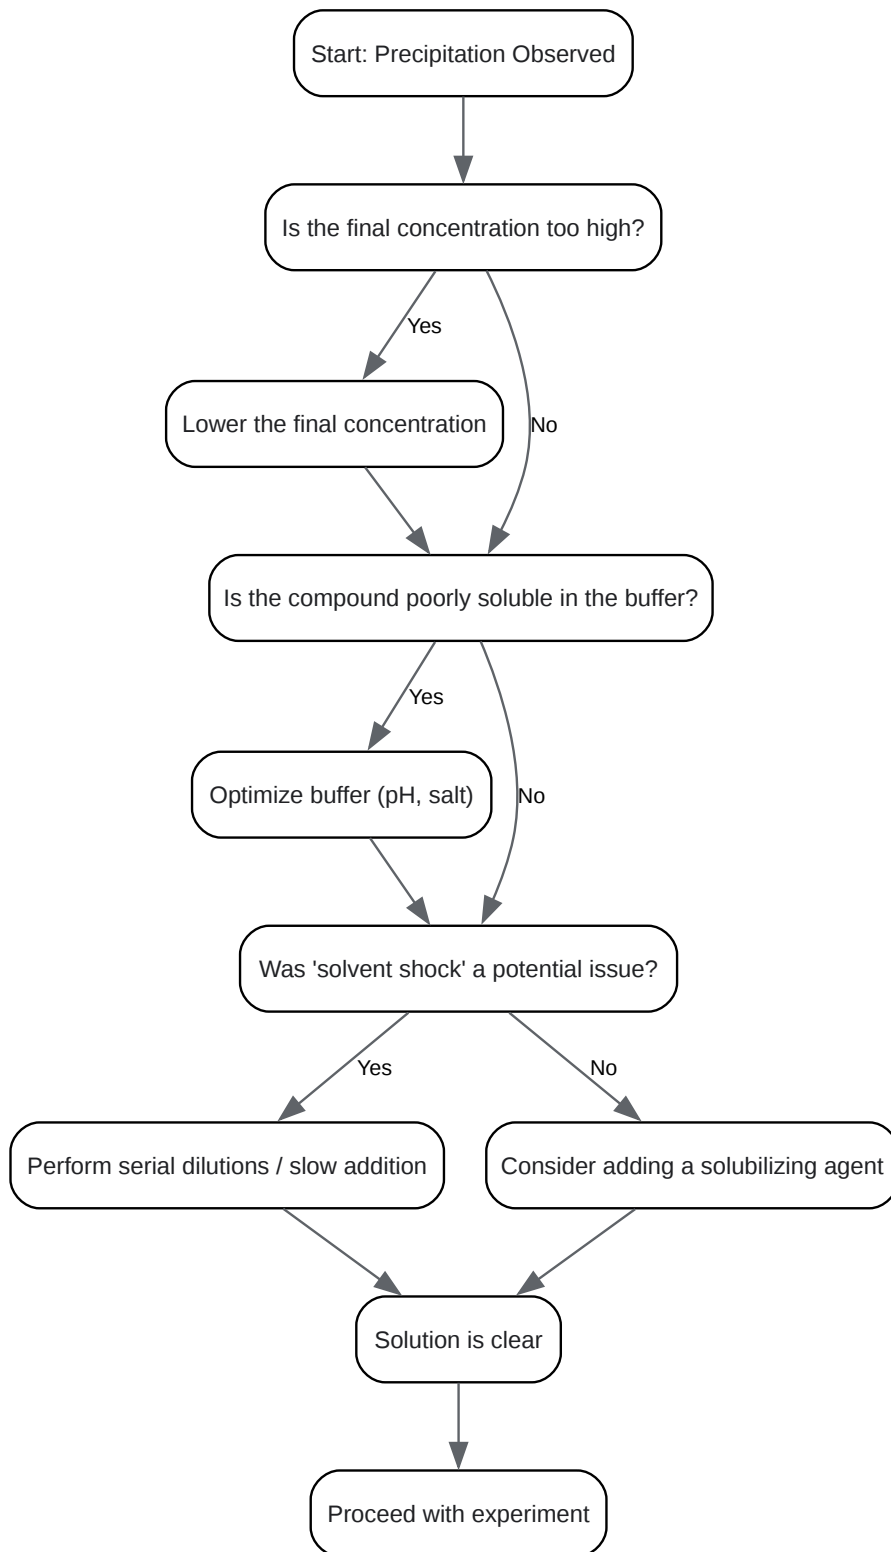 Start: Precipitation Observed
Is the final concentration too high?
Yes
Lower the final concentration
No
Is the compound poorly soluble in the buffer?
Yes
Optimize buffer (pH, salt)
No
Was 'solvent shock' a potential issue?
Yes
No
Perform serial dilutions / slow addition
Consider adding a solubilizing agent
Solution is clear
Proceed with experiment